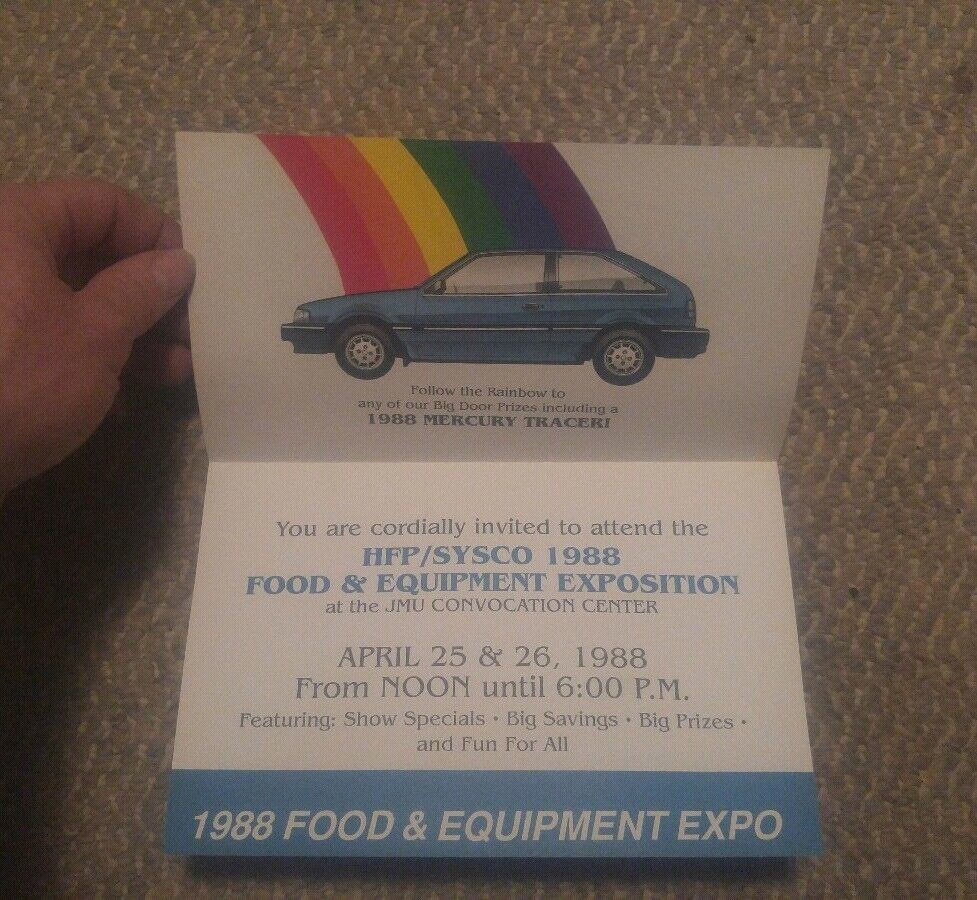 Follow the Rainbow to
any of our Big Door Prizes including a
1988 MERCURY TRACER!
You are cordially invited to attend the
HFP/SYSCO 1988
FOOD & EQUIPMENT EXPOSITION
at the JMU CONVOCATION CENTER
APRIL 25 & 26, 1988
From NOON until 6:00 P.M.
Featuring: Show Specials • Big Savings • Big Prizes •
and Fun For All
1988 FOOD & EQUIPMENT EXPO